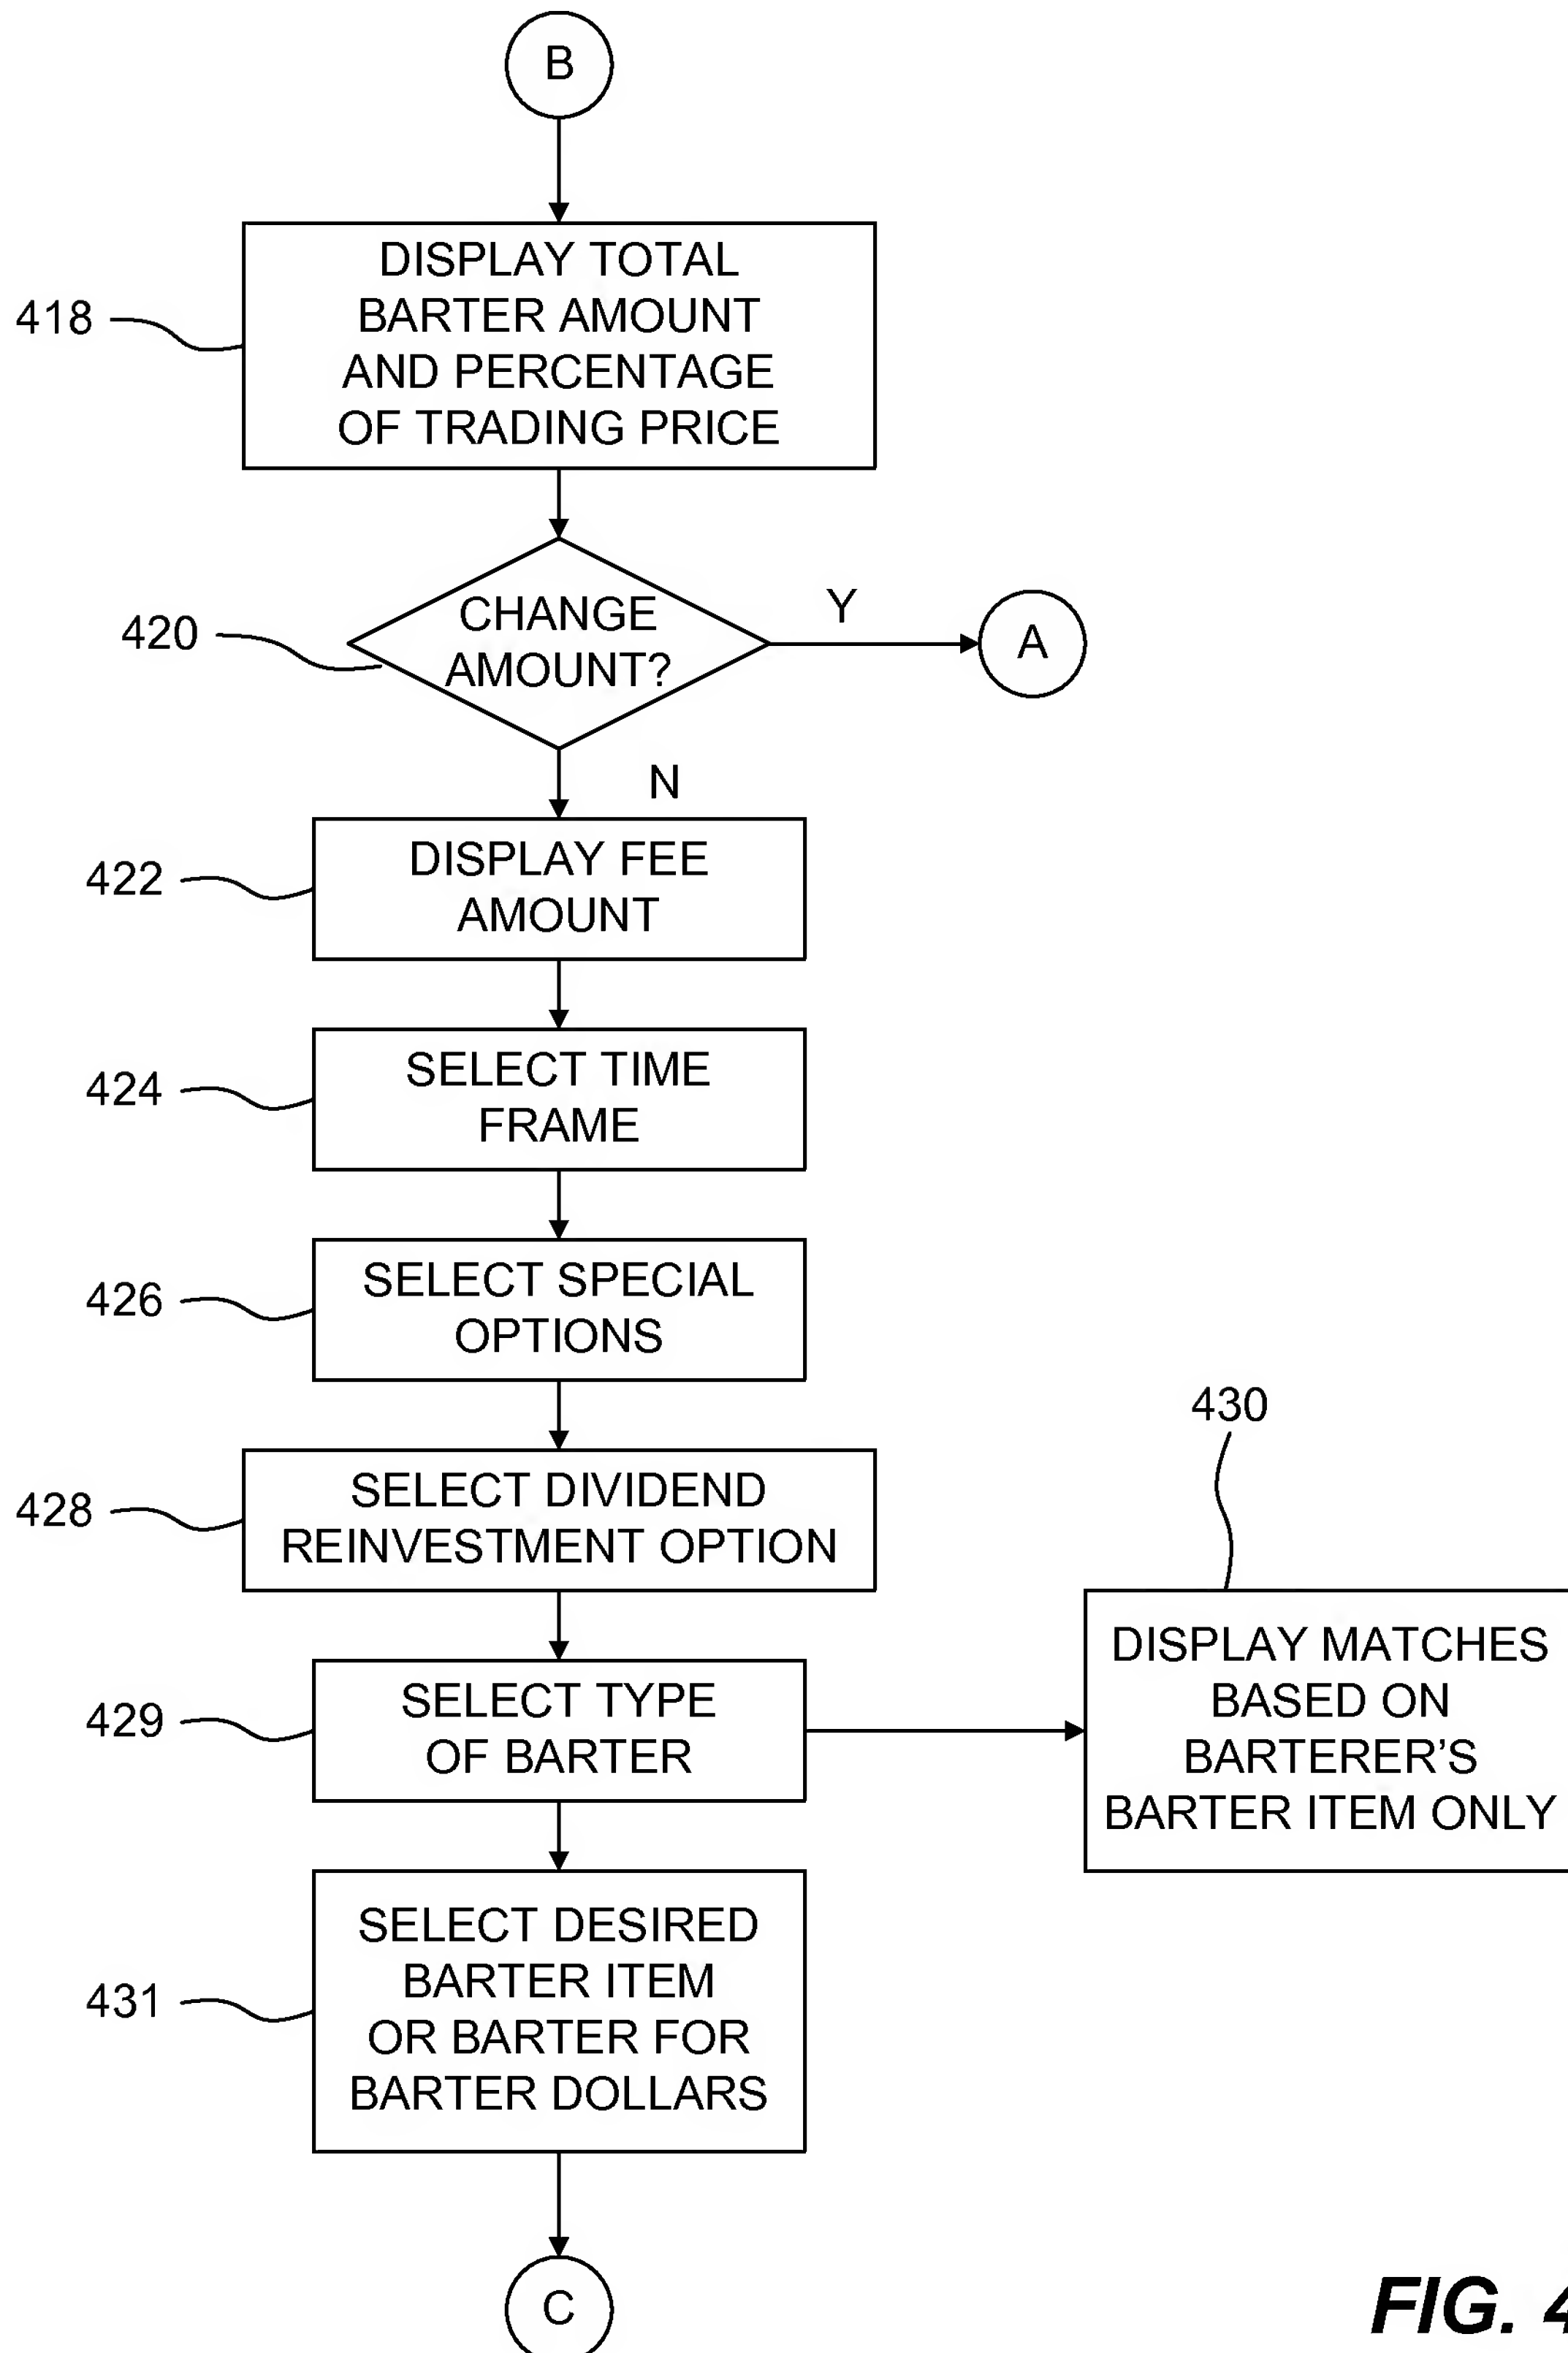 B
418
DISPLAY TOTAL
BARTER AMOUNT
AND PERCENTAGE
OF TRADING PRICE
420
CHANGE
AMOUNT?
Y
A
N
422
DISPLAY FEE
AMOUNT
424
SELECT TIME
FRAME
426
SELECT SPECIAL
OPTIONS
428
SELECT DIVIDEND
REINVESTMENT OPTION
430
429
SELECT TYPE
OF BARTER
DISPLAY MATCHES
BASED ON
BARTERER’S
BARTER ITEM ONLY
431
SELECT DESIRED
BARTER ITEM
OR BARTER FOR
BARTER DOLLARS
C
FIG. 4